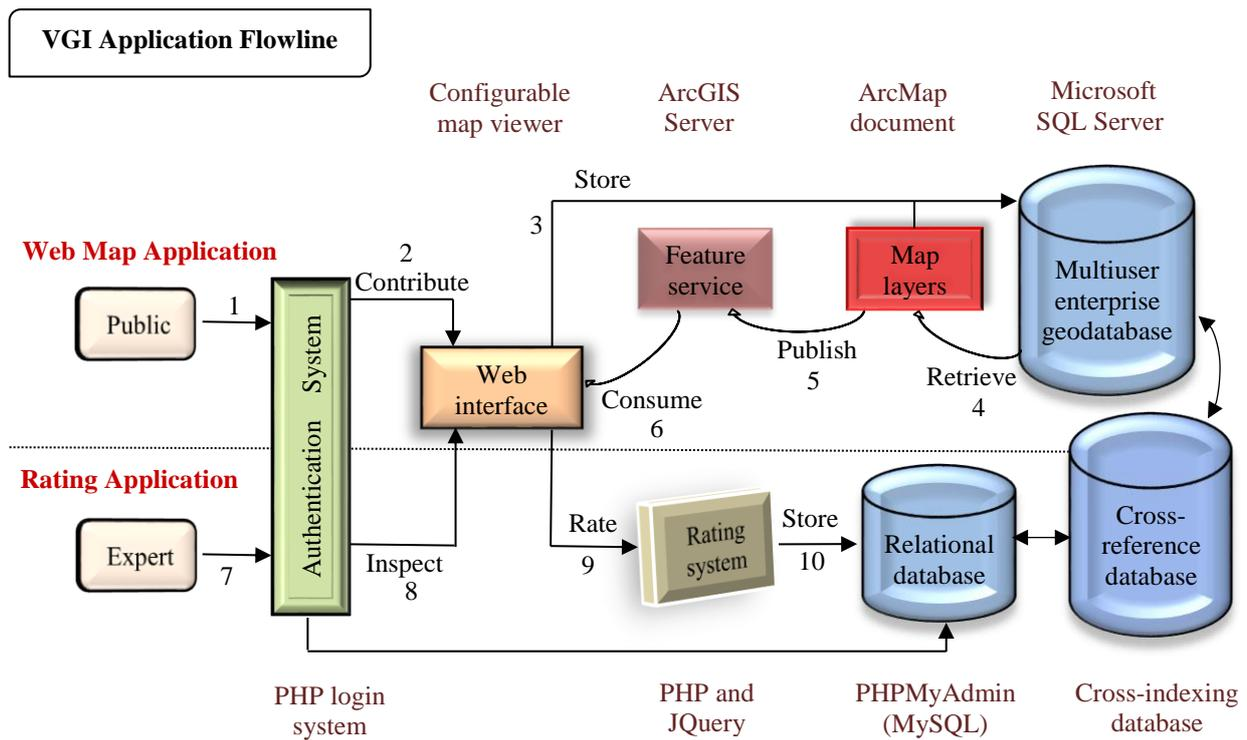 VGI Application Flowline
Configurable
map viewer
ArcGIS
Server
ArcMap
document
Microsoft
SQL Server
Store
3
Web Map Application
2
Contribute
Feature
service
Map
layers
Multiuser
enterprise
geodatabase
Public
1
Authentication System
Web
interface
Publish
5
Retrieve
4
Consume
6
Rating Application
Expert
7
Inspect
8
Rate
9
Rating
system
Store
10
Relational
database
Cross-
reference
database
PHP login
system
PHP and
JQuery
PHPMyAdmin
(MySQL)
Cross-indexing
database